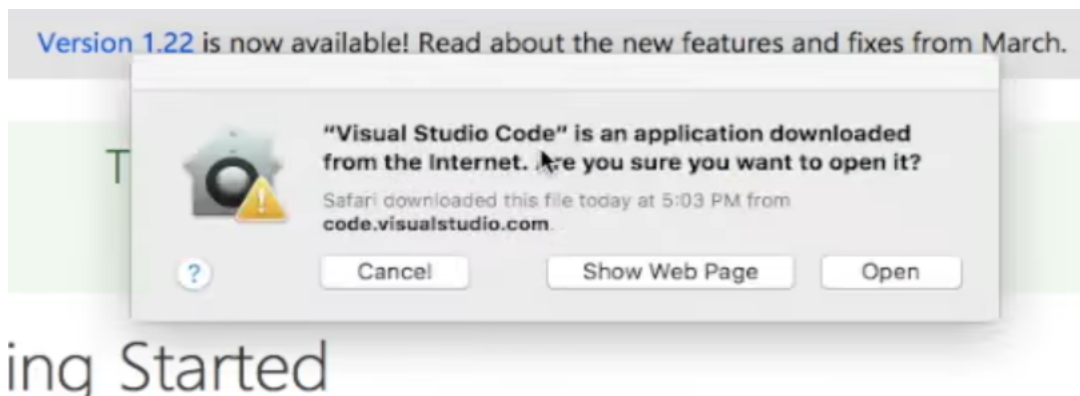 Version 1.22 is now available! Read about the new features and fixes from March.
T
“Visual Studio Code” is an application downloaded
from the Internet. Are you sure you want to open it?
Safari downloaded this file today at 5:03 PM from
code.visualstudio.com.
? Cancel Show Web Page Open
ing Started